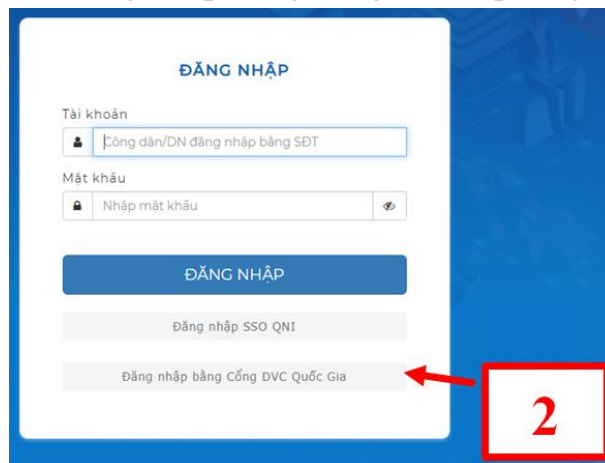 ĐĂNG NHẬP
Tài khoản
Công dân/DN đăng nhập bằng SĐT
Mật khẩu
Nhập mật khẩu
ĐĂNG NHẬP
Đăng nhập SSO QNI
Đăng nhập bằng Cổng DVC Quốc Gia
2